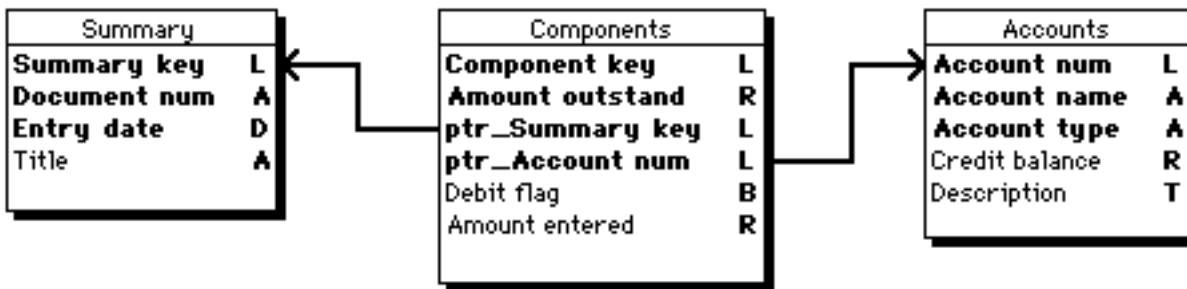 Summary
Summary key L
Document num A
Entry date D
Title A
Components
Component key L
Amount outstand R
ptr_Summary key L
ptr_Account num L
Debit flag B
Amount entered R
Accounts
Account num L
Account name A
Account type A
Credit balance R
Description T